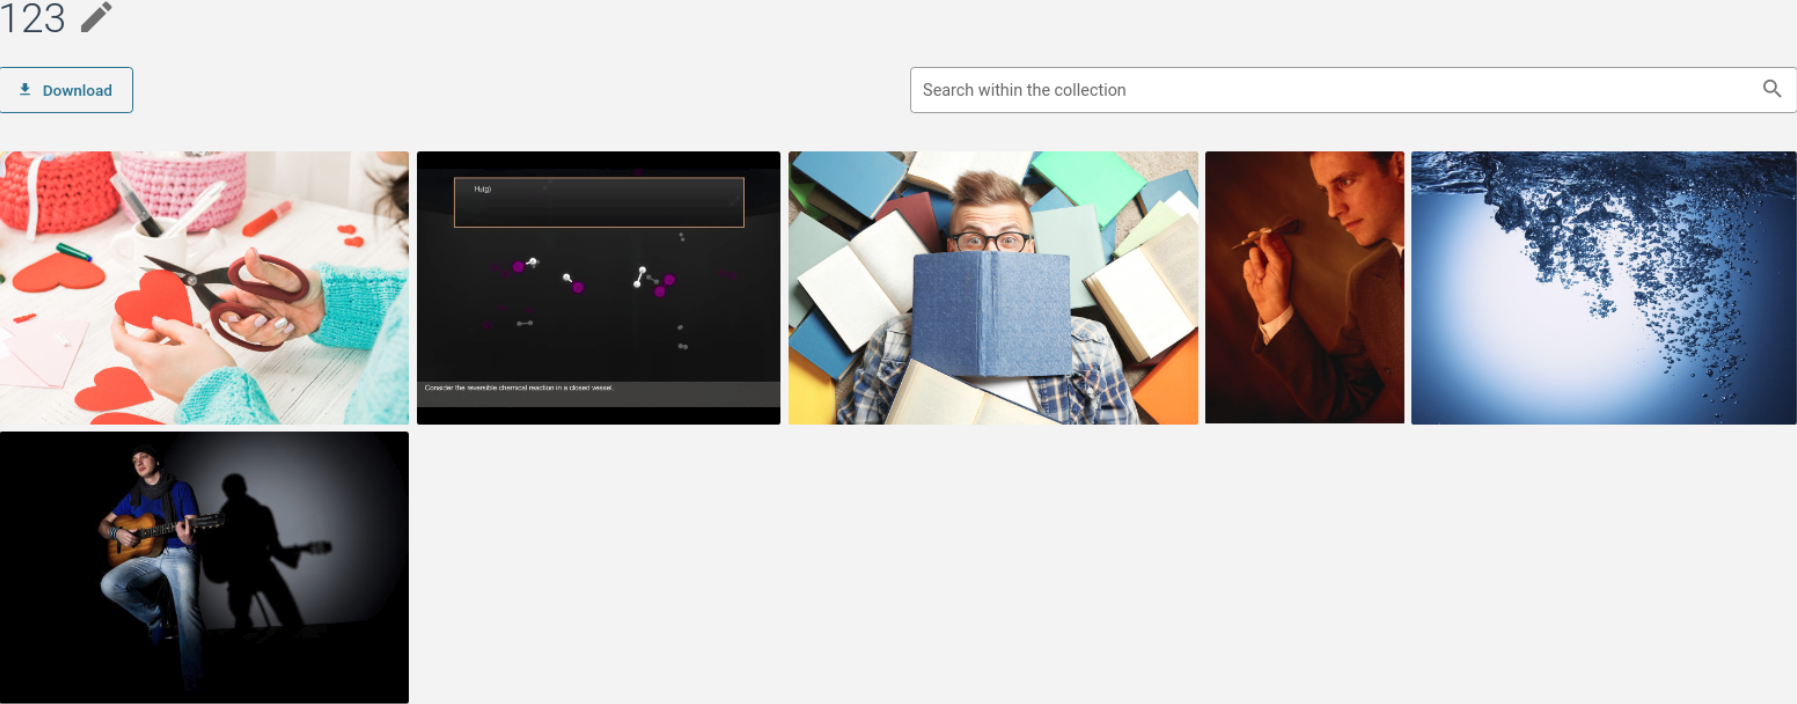 123
Download
Search within the collection
H₂(g)
Consider the reversible chemical reaction in a closed vessel.